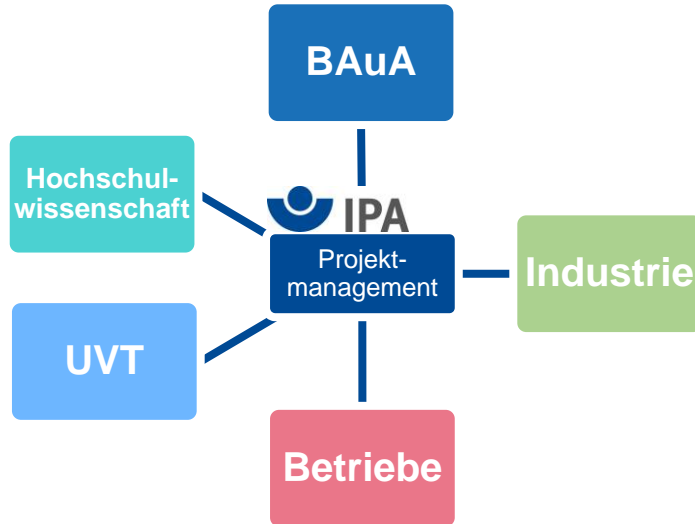 BAuA
Hochschul-
wissenschaft
IPA
Projekt-
management
Industrie
UVT
Betriebe